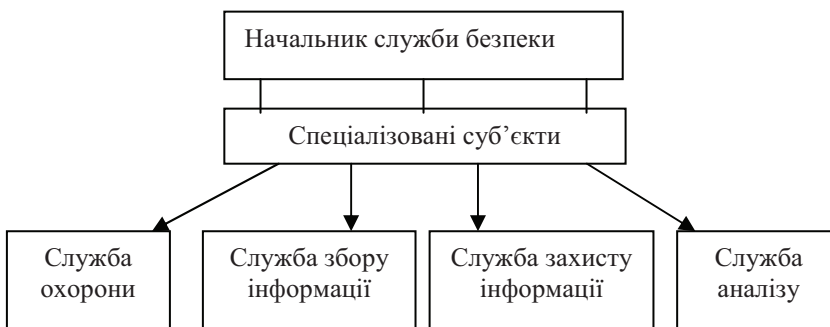 Начальник служби безпеки
Спеціалізовані суб’єкти
Служба
охорони
Служба збору
інформації
Служба захисту
інформації
Служба
аналізу